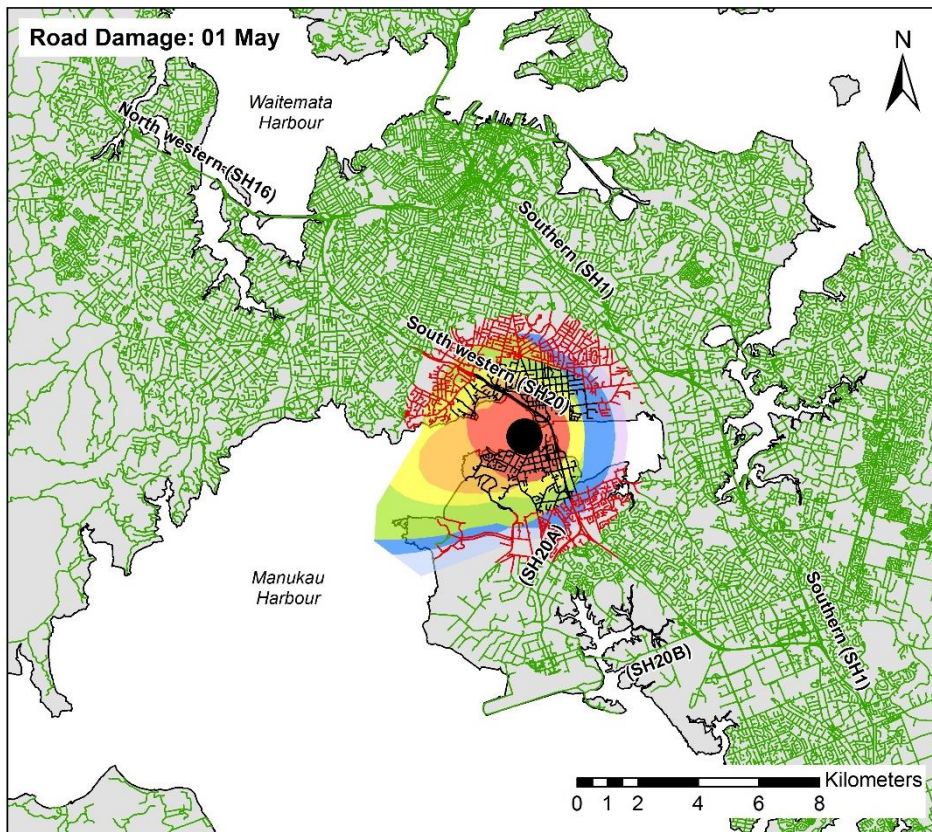 Road Damage: 01 May
N
Waitemata
Harbour
North western (SH16)
Southern (SH1)
South western (SH20)
(SH20A)
Manukau
Harbour
(SH20B)
Southern (SH1)
Kilometers
0 1 2 4 6 8